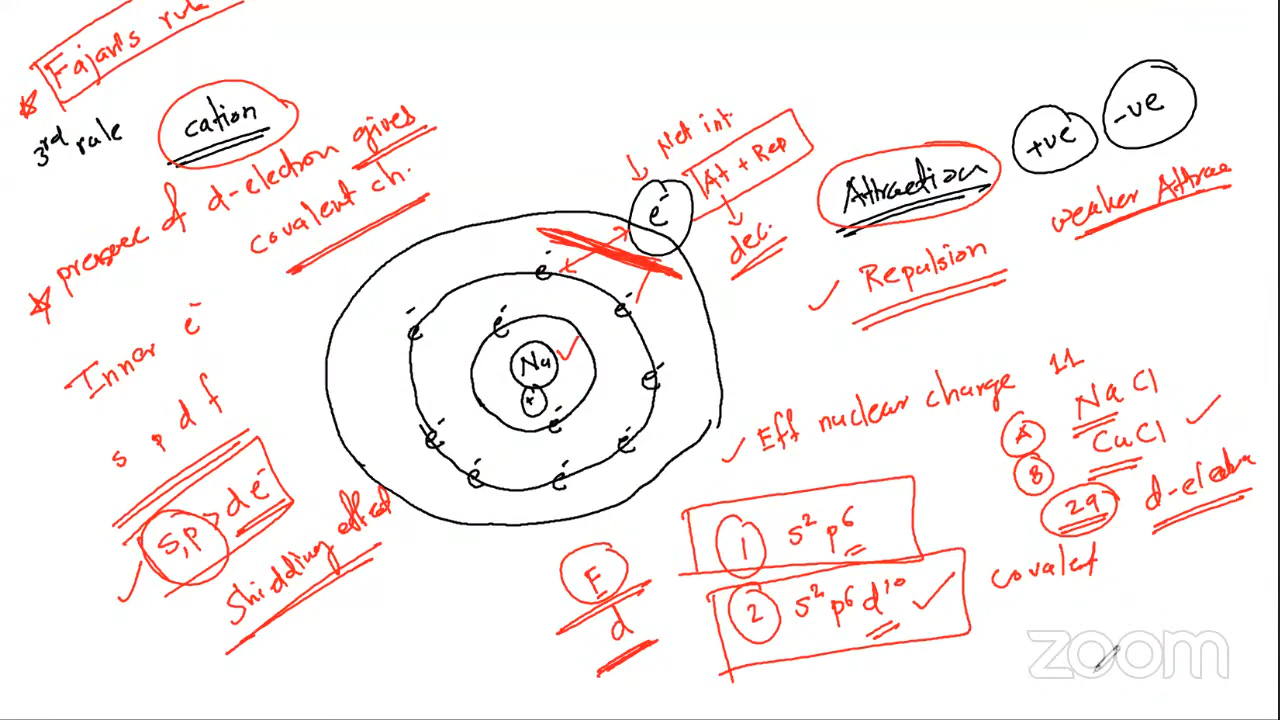 Fajan's rule
3rd rule
cation
presence of d-electron gives
covalent ch.
Inner e⁻
s, p, d f
s,p > d e⁻
Shidding effect
Net int.
At + Rep
dec.
e⁻
e⁻
e⁻
e⁻
e⁻
e⁻
e⁻
e⁻
e⁻
e⁻
e⁻
Na
+
Attraction
+ve
-ve
weaker Attrac
Repulsion
Eff nuclear charge
11
A
NaCl
B
CuCl
29
d-electro
covalent
1 s² p⁶
2 s² p⁶ d¹⁰
F
d
zoom